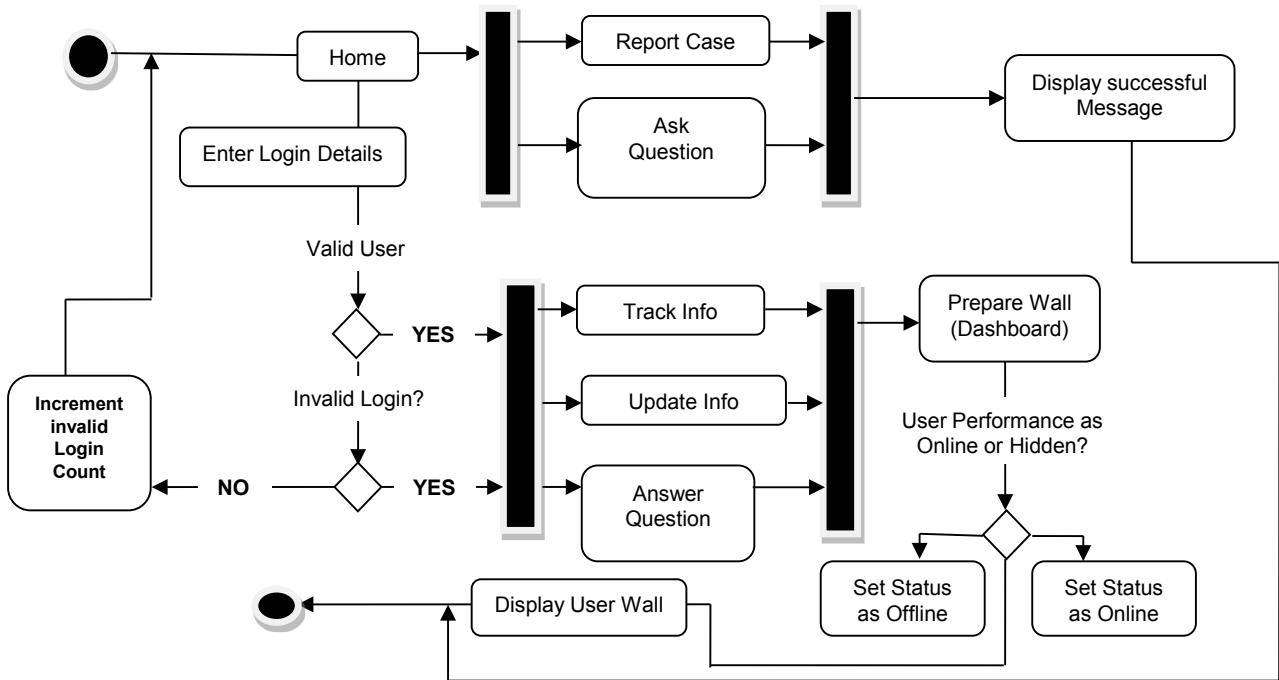 Home
Report Case
Ask
Question
Display successful
Message
Enter Login Details
Valid User
YES
Track Info
Prepare Wall
(Dashboard)
Invalid Login?
Update Info
User Performance as
Online or Hidden?
Increment
invalid
Login
Count
NO
YES
Answer
Question
Set Status
as Offline
Set Status
as Online
Display User Wall